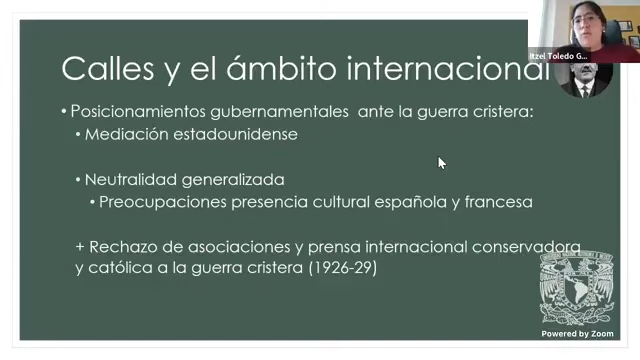 Itzel Toledo G...
Calles y el ámbito internacional
• Posicionamientos gubernamentales ante la guerra cristera:
• Mediación estadounidense
• Neutralidad generalizada
• Preocupaciones presencia cultural española y francesa
+ Rechazo de asociaciones y prensa internacional conservadora
y católica a la guerra cristera (1926-29)
Powered by Zoom